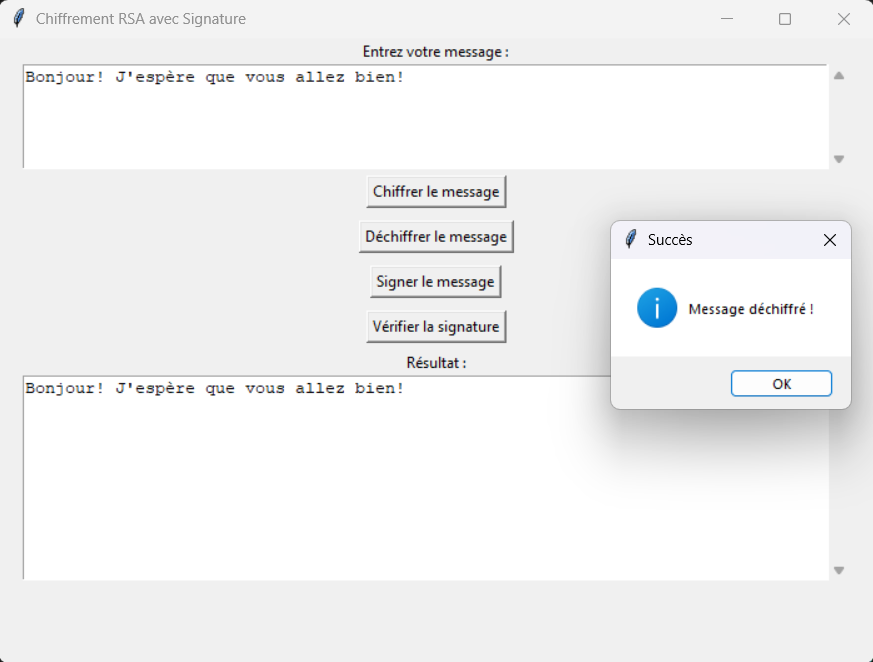 Chiffrement RSA avec Signature
Entrez votre message :
Bonjour! J'espère que vous allez bien!
Chiffrer le message
Déchiffrer le message
Signer le message
Vérifier la signature
Résultat :
Bonjour! J'espère que vous allez bien!
Succès
Message déchiffré !
OK